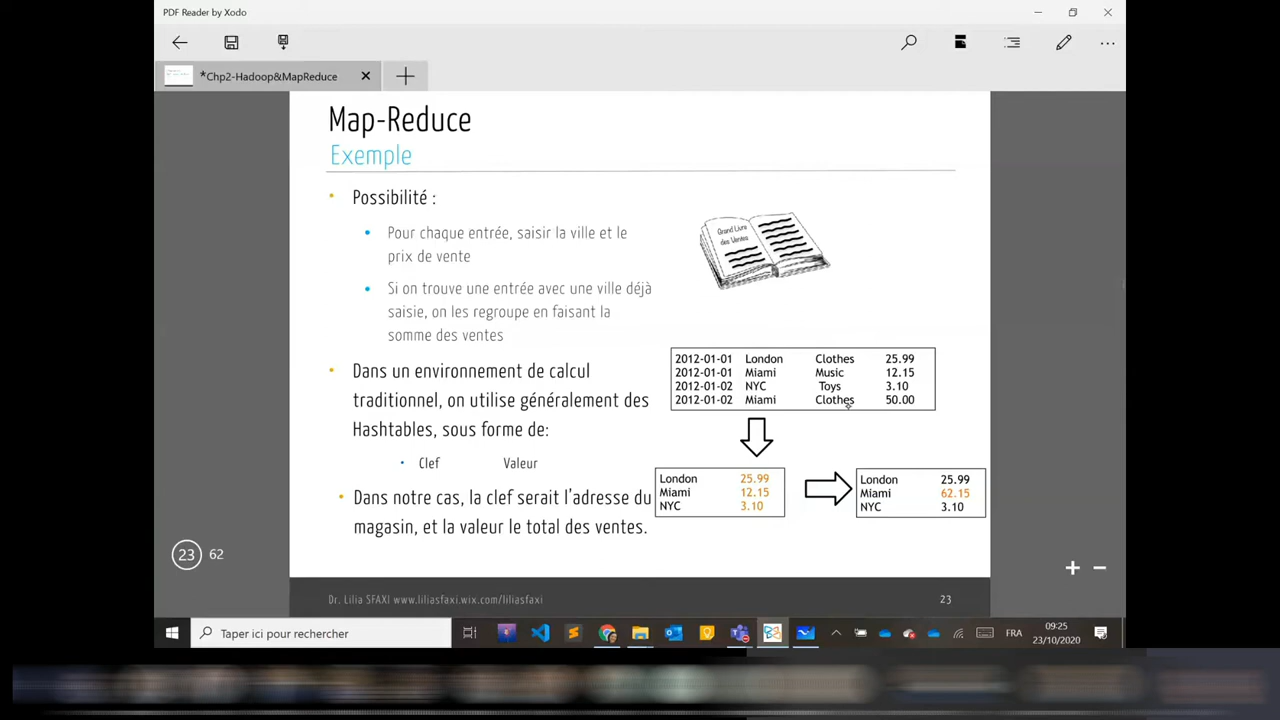 PDF Reader by Xodo
*Chp2-Hadoop&MapReduce
Map-Reduce
Exemple
Possibilité :
Pour chaque entrée, saisir la ville et le
prix de vente
Si on trouve une entrée avec une ville déjà
saisie, on les regroupe en faisant la
somme des ventes
Dans un environnement de calcul
traditionnel, on utilise généralement des
Hashtables, sous forme de:
Clef Valeur
Dans notre cas, la clef serait l'adresse du
magasin, et la valeur le total des ventes.
Grand Livre
des Ventes
2012-01-01 London Clothes 25.99
2012-01-01 Miami Music 12.15
2012-01-02 NYC Toys 3.10
2012-01-02 Miami Clothes 50.00
London 25.99
Miami 12.15
NYC 3.10
London 25.99
Miami 62.15
NYC 3.10
23 62
Dr. Lilia SFAXI www.liliasfaxi.wix.com/liliasfaxi 23
Taper ici pour rechercher
FRA
09:25
23/10/2020